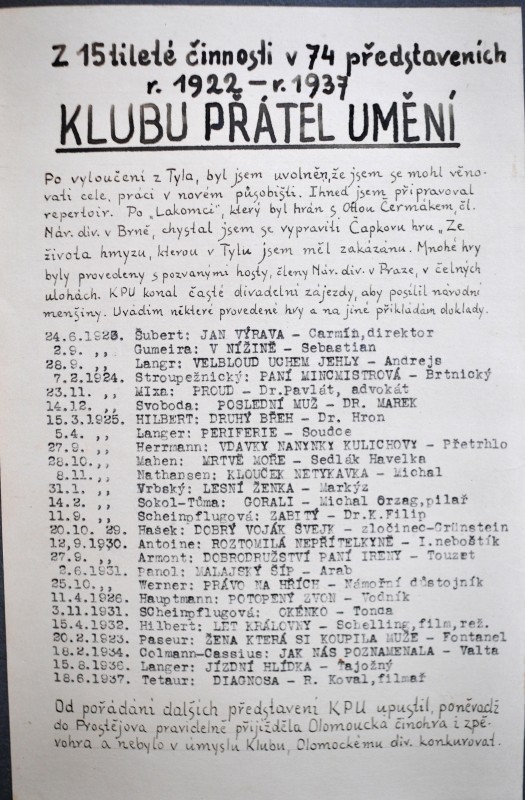 Z 15tileté činnosti v 74 představeních
r. 1922 – r. 1937
KLUBU PŘÁTEL UMĚNÍ
Po vyloučení z Tyla, byl jsem uvolněn, že jsem se mohl věno-
vati cele, práci v novém působišti. Ihned jsem připravoval
repertoir. Po „Lakomci", který byl hrán s Ottou Čermákem, čl.
Nár. div. v Brně, chystal jsem se vypraviti Čapkovu hru „Ze
života hmyzu, kterou v Tylu jsem měl zakázánu. Mnohé hry
byly provedeny s pozvanými hosty, členy Nár. div. v Praze, v čelných
ulohách. KPU konal časté divadelní zájezdy, aby posílil národní
menšiny. Uvádím některé provedené hry a na jiné přikládám doklady.
24.6.1923. Šubert: JAN VÝRAVA – Carmín,direktor
2.9. ,, Gumeira: V NÍŽINĚ – Sebastian
28.9. ,, Langr: VELBLOUD UCHEM JEHLY – Andrejs
7.2.1924. Stroupežnický: PANÍ MINCMISTROVÁ – Brtnický
23.11. ,, MIxa: PROUD – Dr.Pavlát, advokát
14.12. ,, Svoboda: POSLEDNÍ MUŽ – DR. MAREK
15.3.1925. HILBERT: DRUHÝ BŘEH – Dr. Hron
5.4. ,, Langer: PERIFERIE – Soudce
27.9. ,, Herrmann: VDAVKY NANYNKY KULICHOVY – Přetrhlo
28.10. ,, Mahen: MRTVÉ MOŘE – Sedlák Havelka
8.11. ,, Nathansen: KLOUČEK NETYKAVKA – Michal
31.1. ,, Vrbský: LESNÍ ŽENKA – Markýz
14.2. ,, Sokol-Tůma: GORALI – Michal Orzag,pilař
11.9. ,, Scheinpflugová: ZABITÝ – Dr.K.Filip
20.10. 29. Hašek: DOBRÝ VOJÁK ŠVEJK – zločinec-Grünstein
12,9.1930. Antoine: ROZTOMILÁ NEPŘÍTELKYNĚ – I.neboštík
27.9. ,, Armont: DOBRODRUŽSTVÍ PANÍ IRENY – Touzet
2.6.1931. Panol: MALAJSKÝ ŠÍP – Arab
25.10. ,, Werner: PRÁVO NA HŘÍCH – Námořní důstojník
11.4.1926. Hauptmann: POTOPENÝ ZVON – Vodník
3.11.1931. SCheinpflugová: OKÉNKO – Tonca
15.4.1932. Hilbert: LET KRÁLOVNY – Schelling,film,rež.
20.2.1923. Paseur: ŽENA KTERÁ SI KOUPILA MUŽE – Fontanel
18.2.1934. Colmann-Cassius: JAK NÁS POZNAMENALA – Valta
15.8.1936. Langer: JÍZDNÍ HLÍDKA – Tajožný
18.6.1937. Tetaur: DIAGNOSA – R. Koval,filmař
Od pořádání dalších představení KPU upustil, poněvadž
do Prostějova pravidelně přijížděla Olomoucká činohra i zpě-
vohra a nebylo v úmyslu Klubu, Olomockému div. konkurovat.